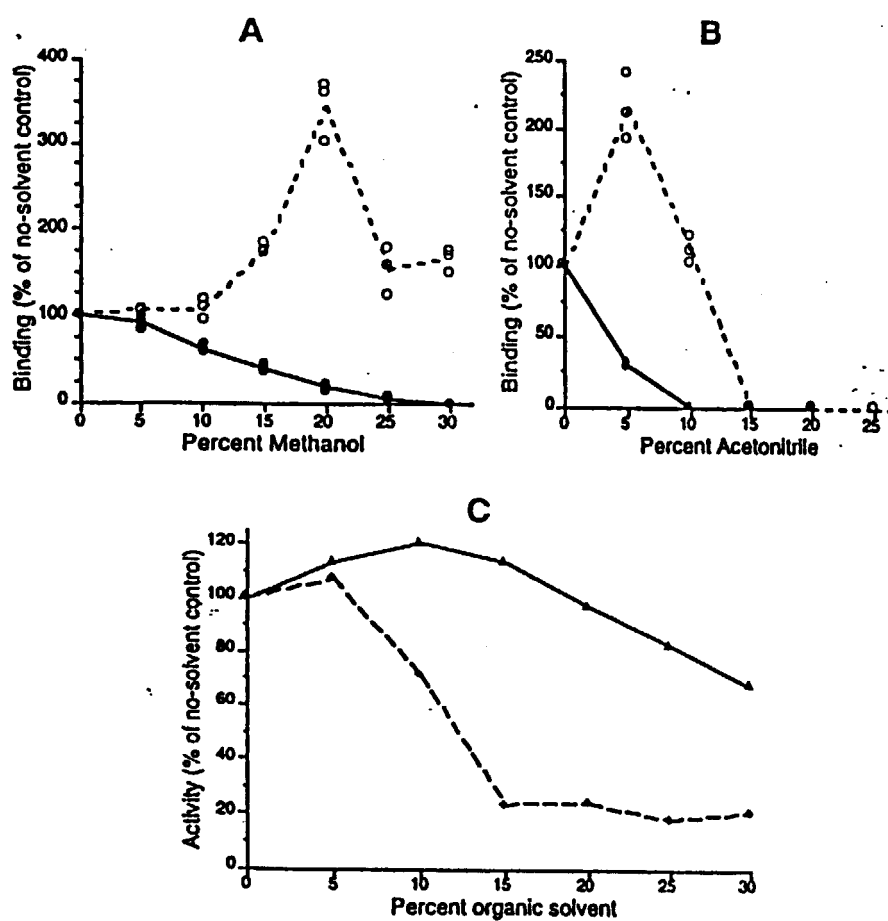 A
Binding (% of no-solvent control)
400
300
200
100
0
0 5 10 15 20 25 30
Percent Methanol
B
Binding (% of no-solvent control)
250
200
150
100
50
0
0 5 10 15 20 25
Percent Acetonitrile
C
Activity (% of no-solvent control)
120
100
80
60
40
20
0
0 5 10 15 20 25 30
Percent organic solvent